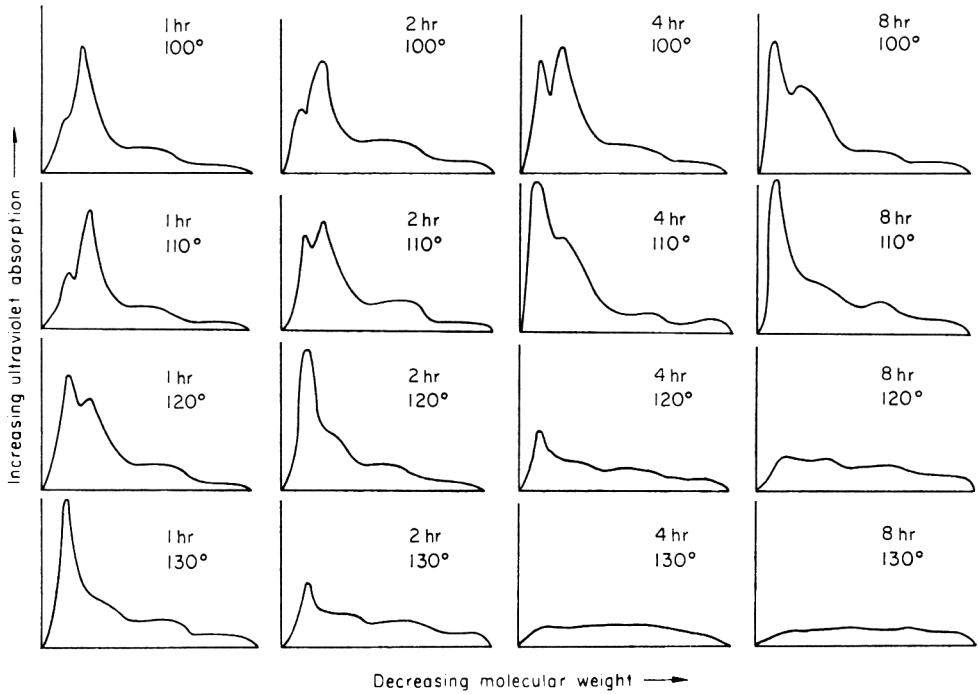 1 hr
100°
2 hr
100°
4 hr
100°
8 hr
100°
1 hr
110°
2 hr
110°
4 hr
110°
8 hr
110°
1 hr
120°
2 hr
120°
4 hr
120°
8 hr
120°
1 hr
130°
2 hr
130°
4 hr
130°
8 hr
130°
Increasing ultraviolet absorption
Decreasing molecular weight